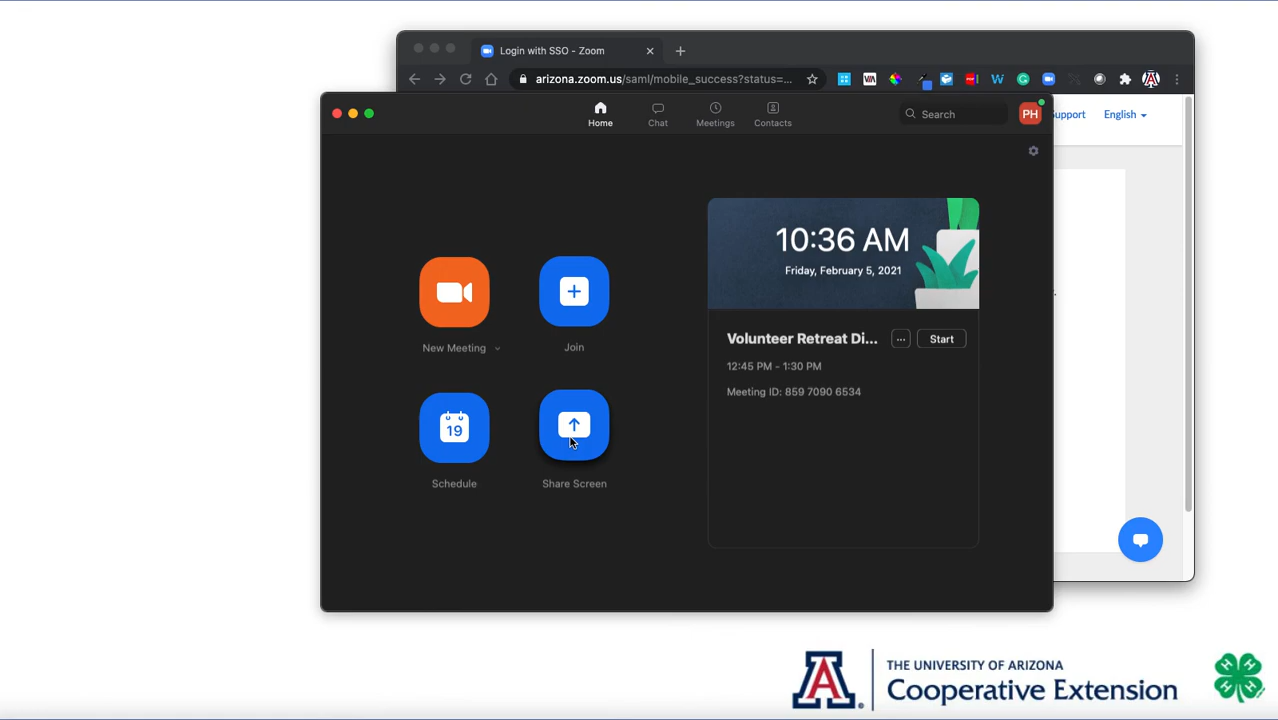 Login with SSO - Zoom
arizona.zoom.us/saml/mobile_success?status=...
Home
Chat
Meetings
Contacts
Search
PH
Support
English
10:36 AM
Friday, February 5, 2021
New Meeting
Join
Volunteer Retreat Di...
Start
12:45 PM - 1:30 PM
Meeting ID: 859 7090 6534
19
Schedule
Share Screen
A
THE UNIVERSITY OF ARIZONA
Cooperative Extension